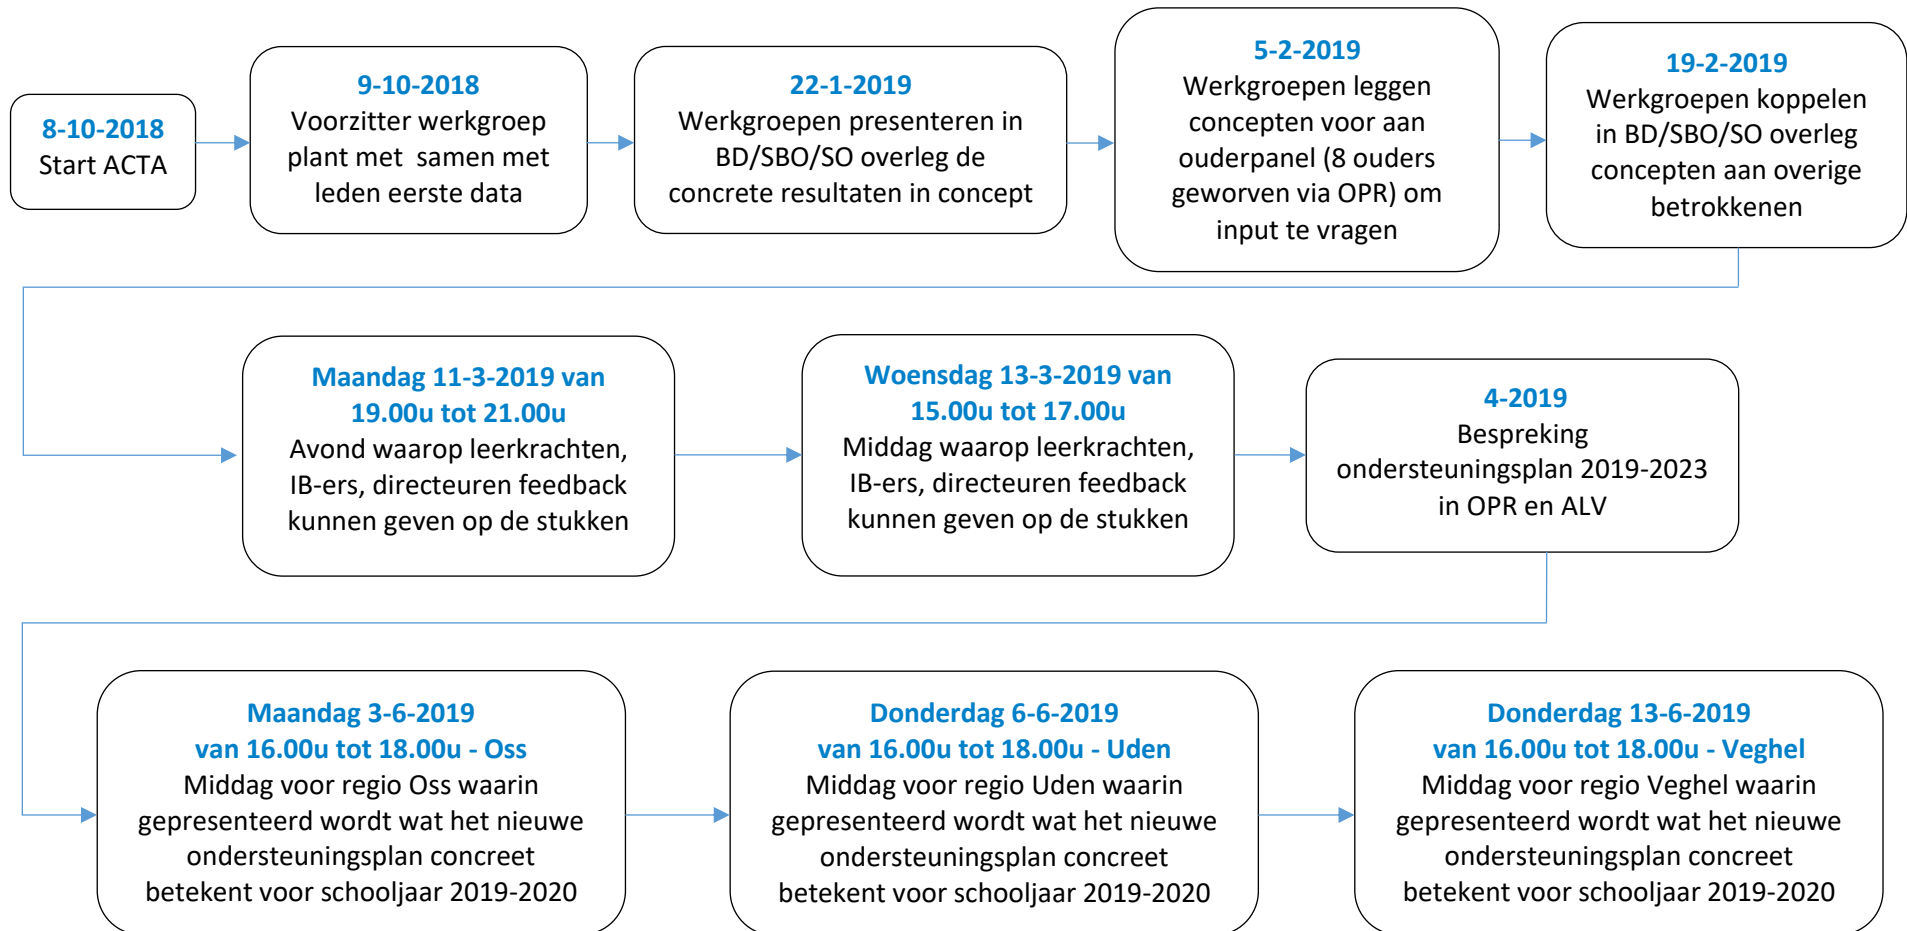 8-10-2018
Start ACTA
9-10-2018
Voorzitter werkgroep
plant met samen met
leden eerste data
22-1-2019
Werkgroepen presenteren in
BD/SBO/SO overleg de
concrete resultaten in concept
5-2-2019
Werkgroepen leggen
concepten voor aan
ouderpanel (8 ouders
geworven via OPR) om
input te vragen
19-2-2019
Werkgroepen koppelen
in BD/SBO/SO overleg
concepten aan overige
betrokkenen
Maandag 11-3-2019 van
19.00u tot 21.00u
Avond waarop leerkrachten,
IB-ers, directeuren feedback
kunnen geven op de stukken
Woensdag 13-3-2019 van
15.00u tot 17.00u
Middag waarop leerkrachten,
IB-ers, directeuren feedback
kunnen geven op de stukken
4-2019
Bespreking
ondersteuningsplan 2019-2023
in OPR en ALV
Maandag 3-6-2019
van 16.00u tot 18.00u - Oss
Middag voor regio Oss waarin
gepresenteerd wordt wat het nieuwe
ondersteuningsplan concreet
betekent voor schooljaar 2019-2020
Donderdag 6-6-2019
van 16.00u tot 18.00u - Uden
Middag voor regio Uden waarin
gepresenteerd wordt wat het nieuwe
ondersteuningsplan concreet
betekent voor schooljaar 2019-2020
Donderdag 13-6-2019
van 16.00u tot 18.00u - Veghel
Middag voor regio Veghel waarin
gepresenteerd wordt wat het nieuwe
ondersteuningsplan concreet
betekent voor schooljaar 2019-2020